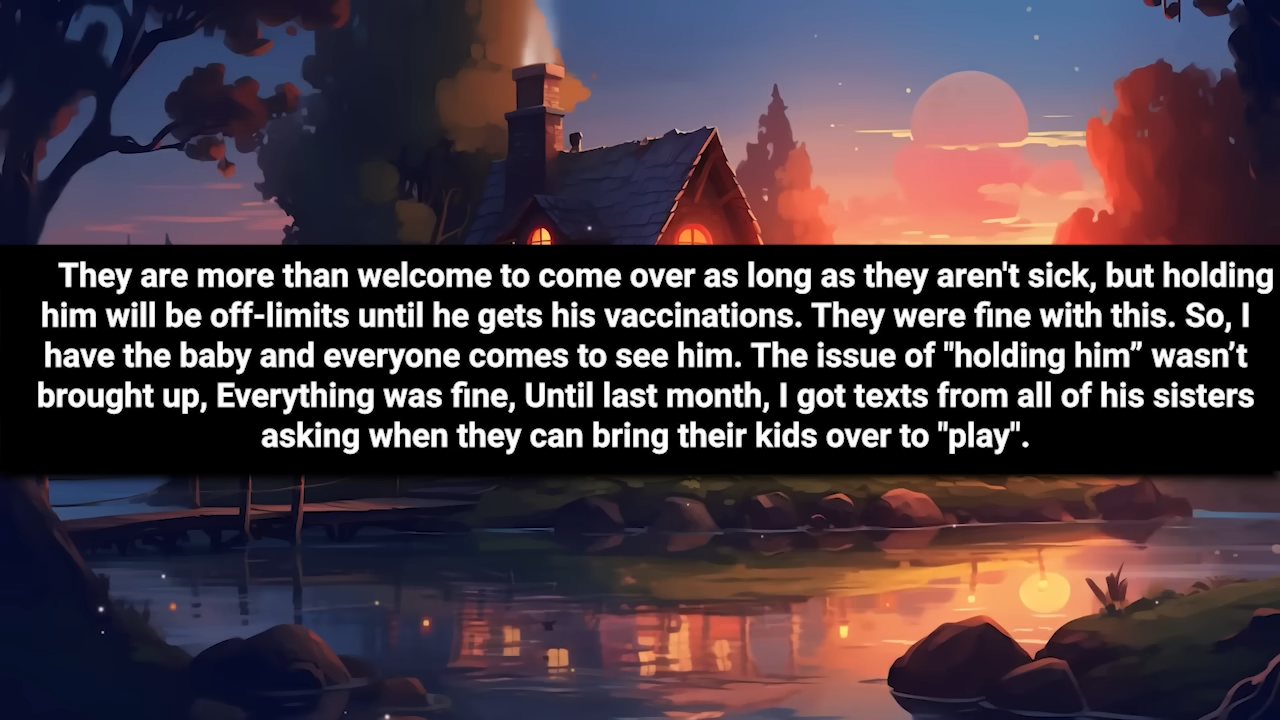 They are more than welcome to come over as long as they aren't sick, but holding
him will be off-limits until he gets his vaccinations. They were fine with this. So, I
have the baby and everyone comes to see him. The issue of "holding him” wasn’t
brought up, Everything was fine, Until last month, I got texts from all of his sisters
asking when they can bring their kids over to "play".